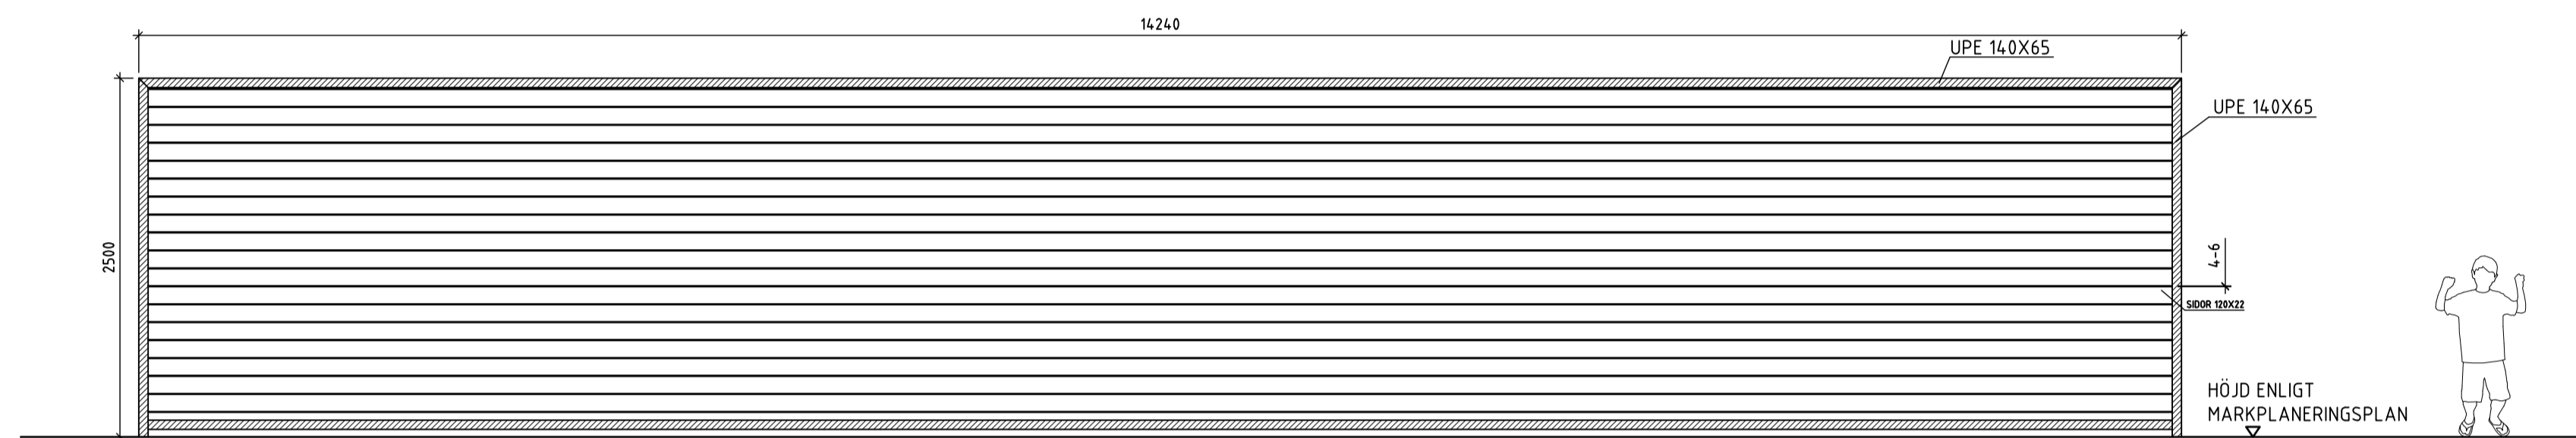 14240
UPE 140X65
UPE 140X65
2500
4-6
SIDOR 120X22
HÖJD ENLIGT
MARKPLANERINGSPLAN